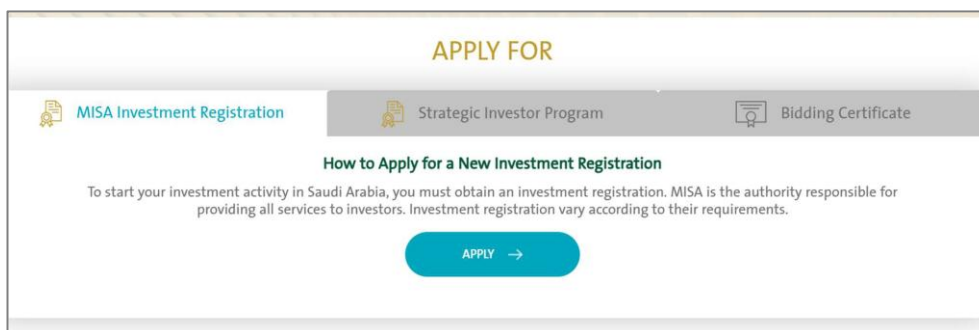 APPLY FOR
MISA Investment Registration
Strategic Investor Program
Bidding Certificate
How to Apply for a New Investment Registration
To start your investment activity in Saudi Arabia, you must obtain an investment registration. MISA is the authority responsible for
providing all services to investors. Investment registration vary according to their requirements.
APPLY →